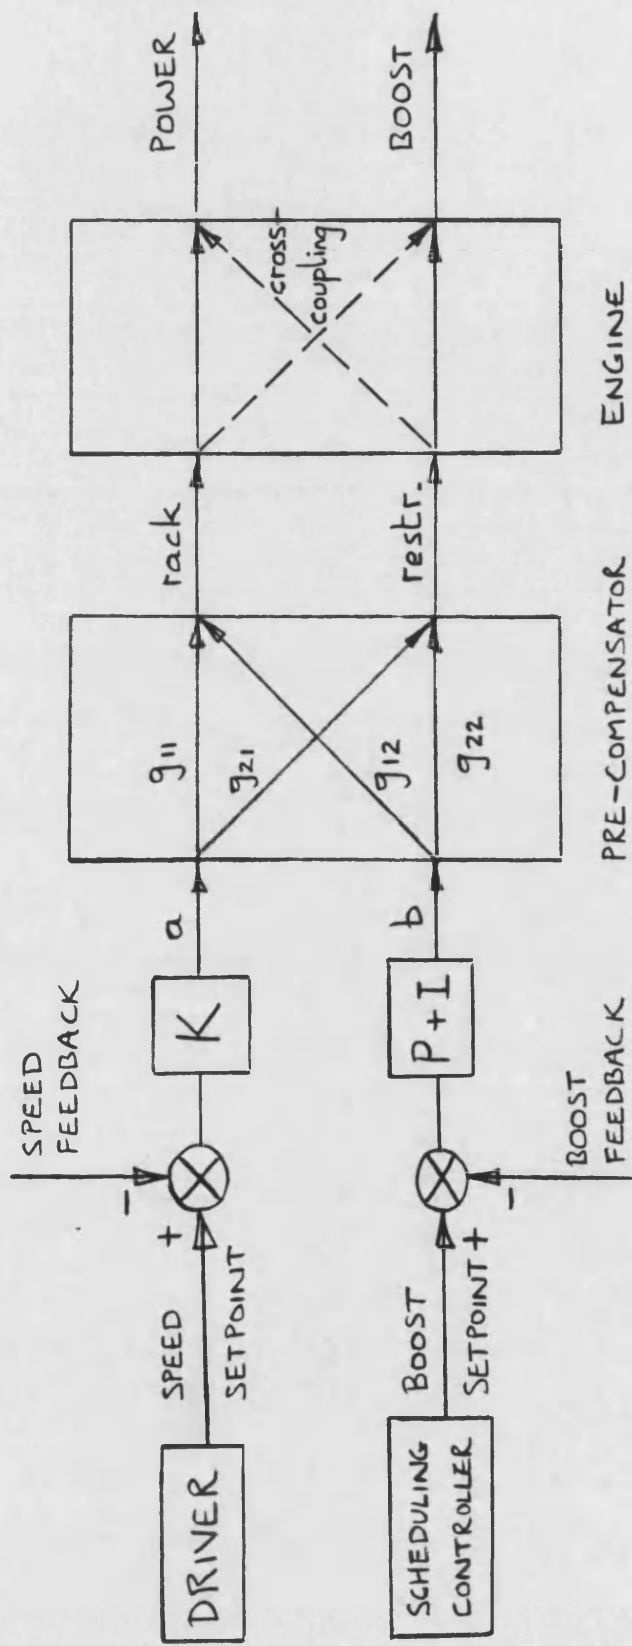 DRIVER
SPEED
SETPOINT
+
-
SPEED
FEEDBACK
K
a
g11
g21
g12
g22
rack
restr.
cross-
coupling
POWER
BOOST
SCHEDULING
CONTROLLER
BOOST
SETPOINT
+
-
BOOST
FEEDBACK
P+I
b
PRE-COMPENSATOR
ENGINE